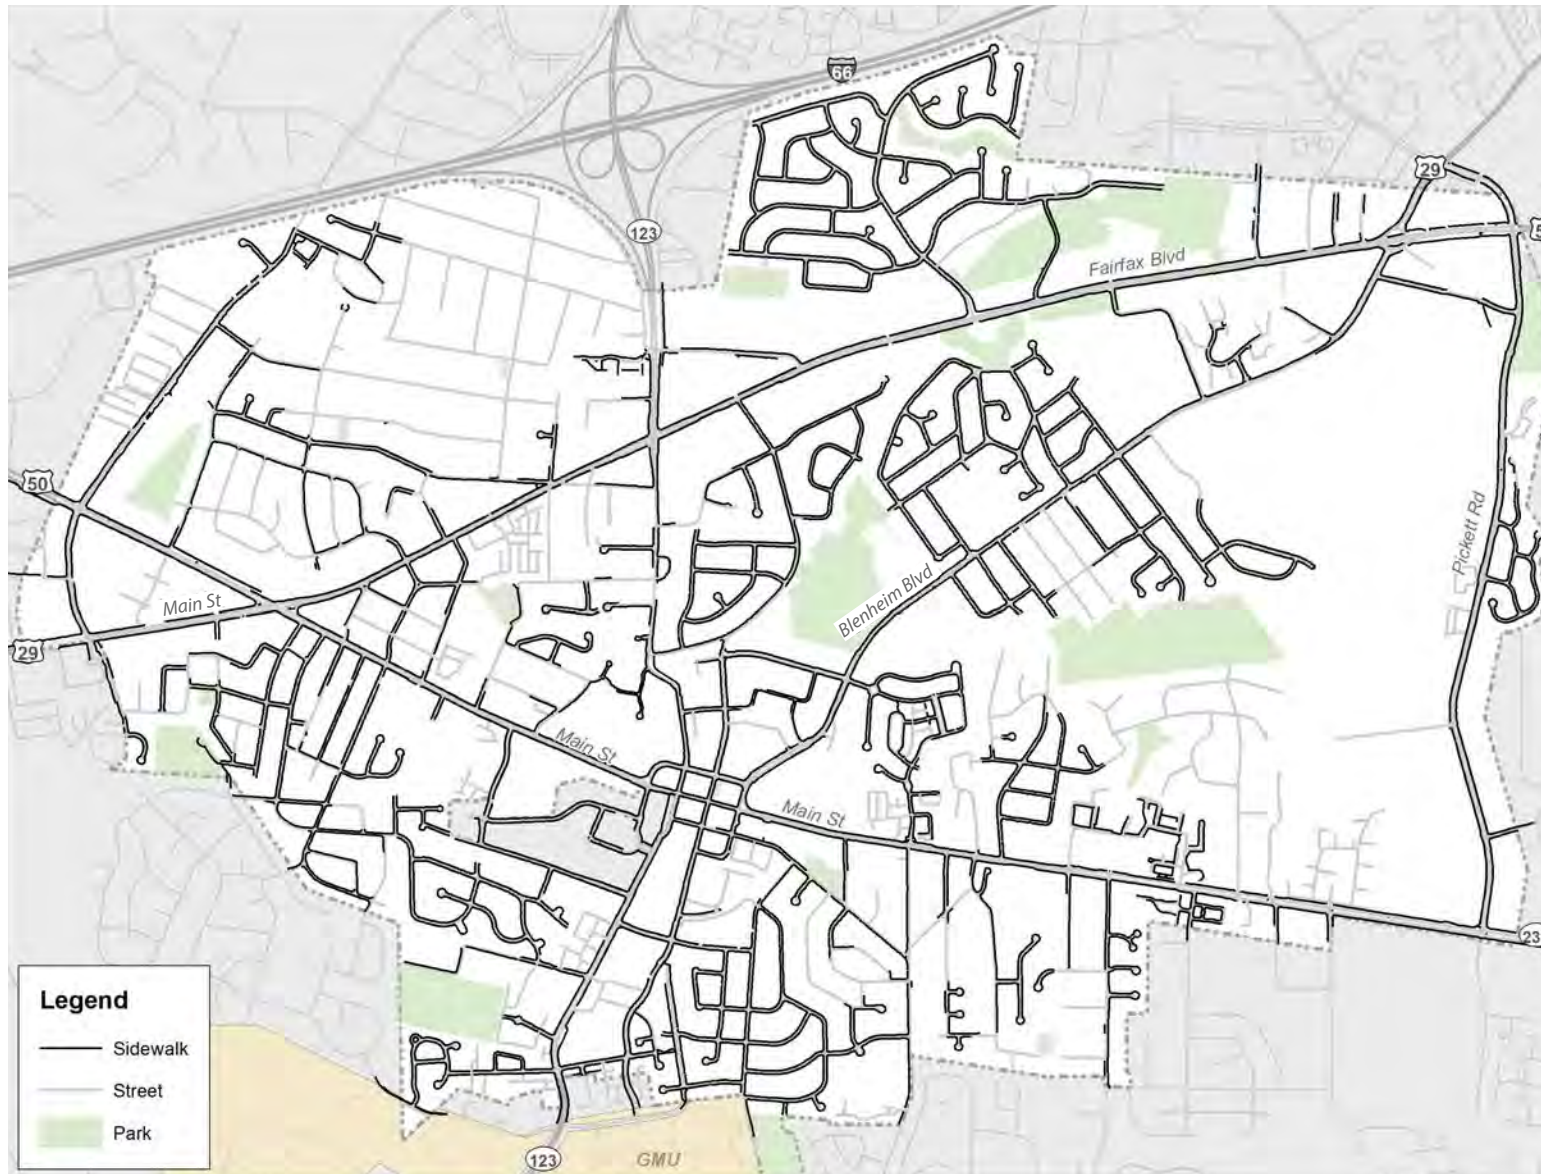 66
29
123
5
Fairfax Blvd
50
Pickett Rd
Main St
Blenheim Blvd
29
Main St
Main St
23
Legend
Sidewalk
Street
Park
123
GMU